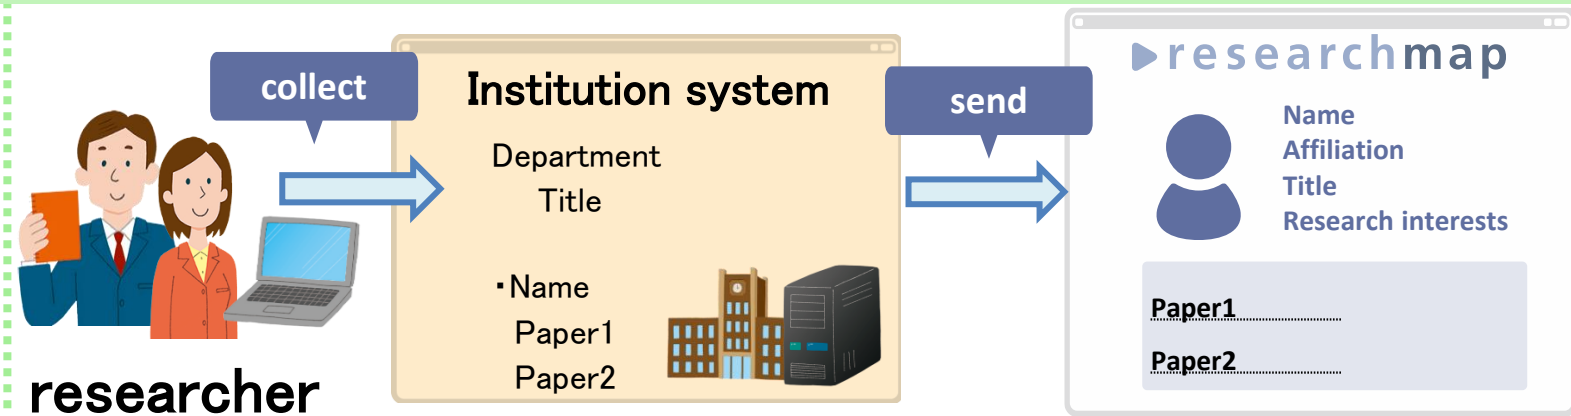 collect
researcher
Institution system
Department
Title
・Name
Paper1
Paper2
send
researchmap
Name
Affiliation
Title
Research interests
Paper1
Paper2